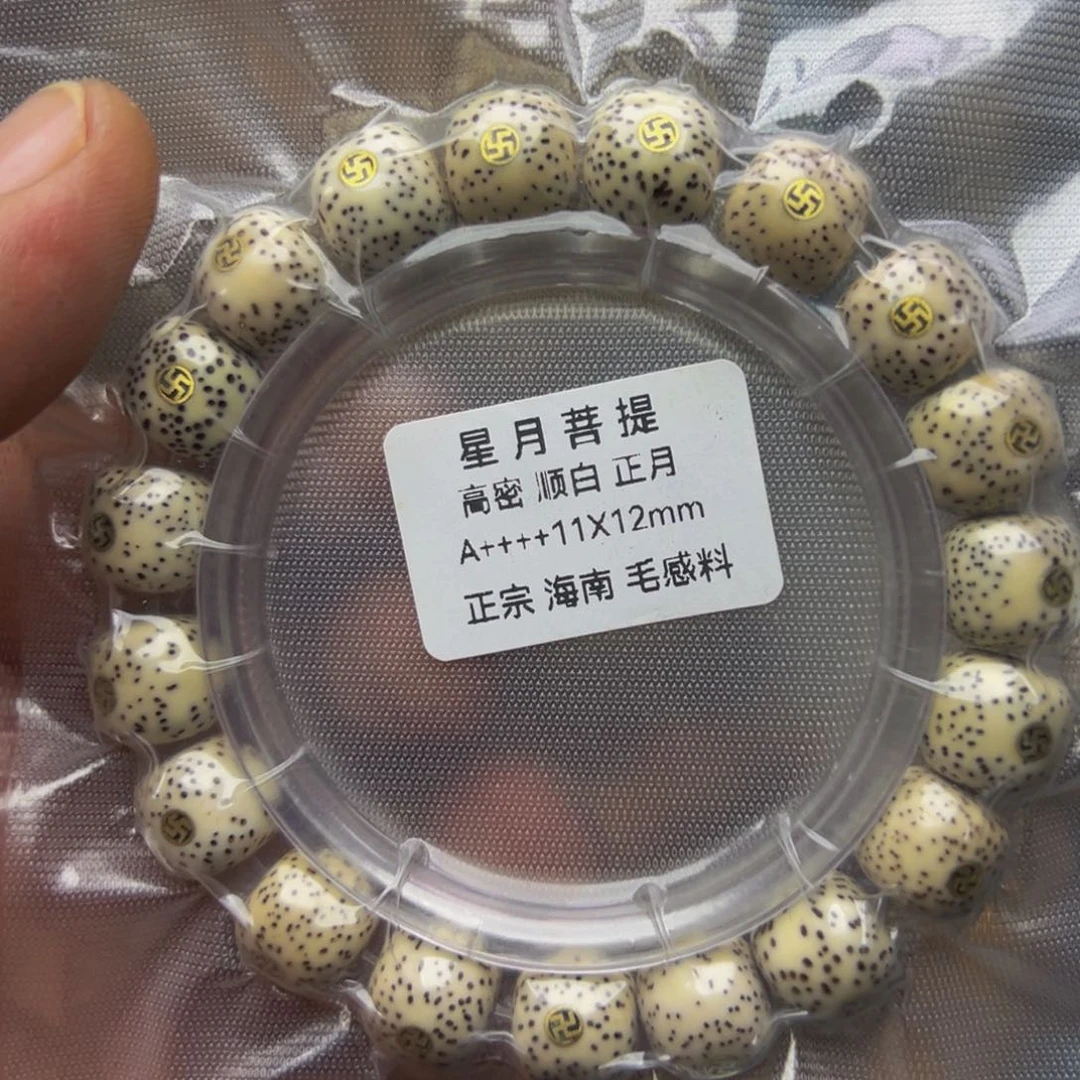 星月菩提
高密 顺白 正月
A++++11X12mm
正宗 海南 毛感料